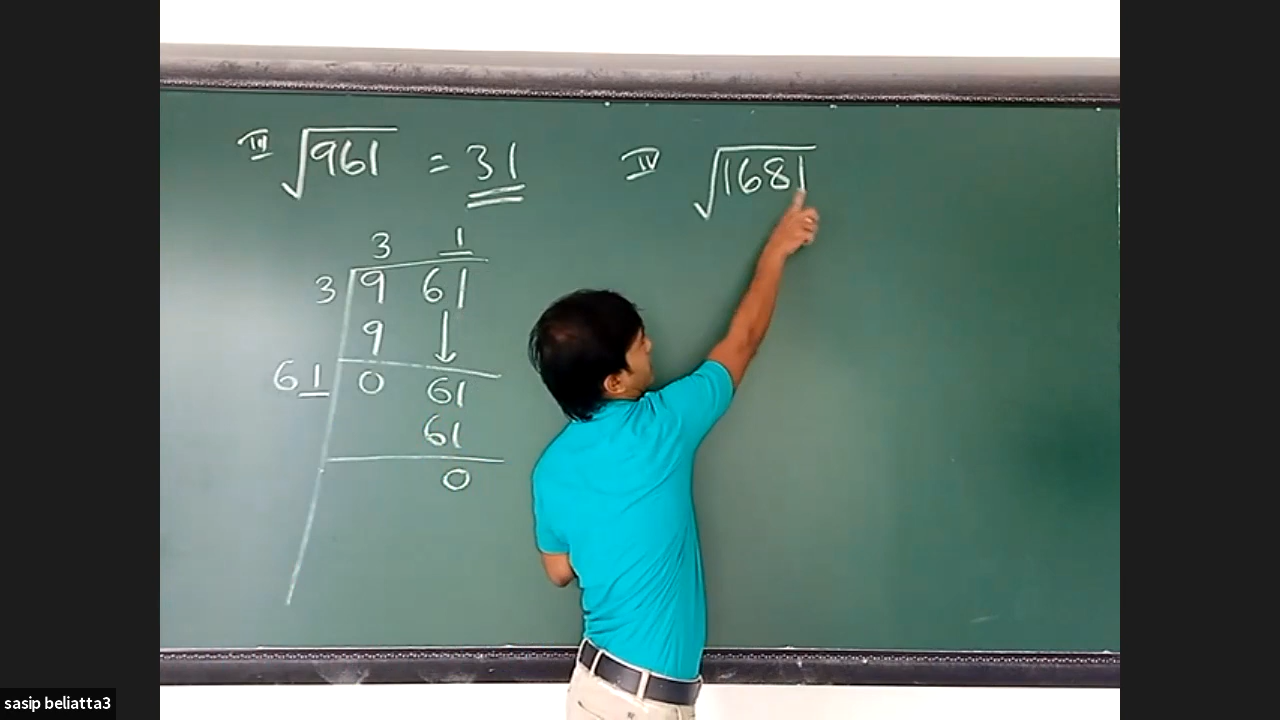 III √961 = 31
3 1
3 9 61
9 ↓
61 0 61
61
0
IV √1681
sasip beliatta3